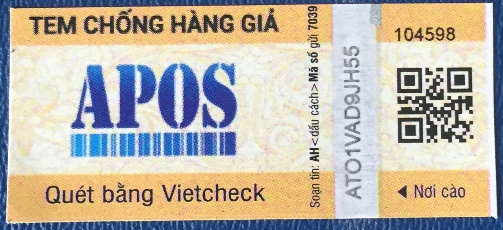 TEM CHỐNG HÀNG GIẢ
APOS
Quét bằng Vietcheck
Soạn tin: AH<dấu cách> Mã số gửi 7039
ATO1VAD9JH55
104598
Nơi cào